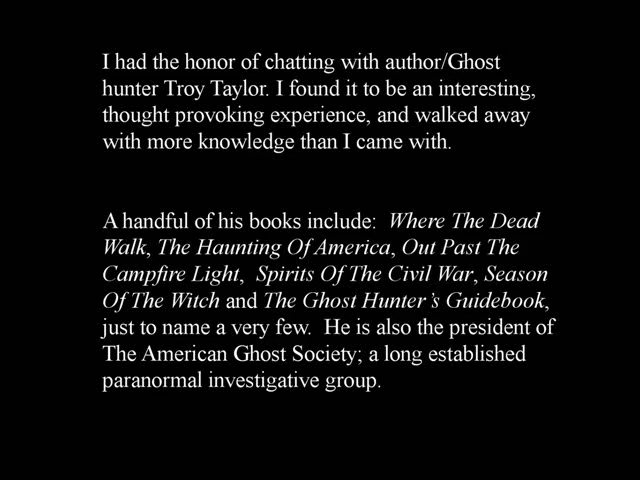 I had the honor of chatting with author/Ghost
hunter Troy Taylor. I found it to be an interesting,
thought provoking experience, and walked away
with more knowledge than I came with.
A handful of his books include:  Where The Dead
Walk, The Haunting Of America, Out Past The
Campfire Light,  Spirits Of The Civil War, Season
Of The Witch and The Ghost Hunter's Guidebook,
just to name a very few.  He is also the president of
The American Ghost Society; a long established
paranormal investigative group.